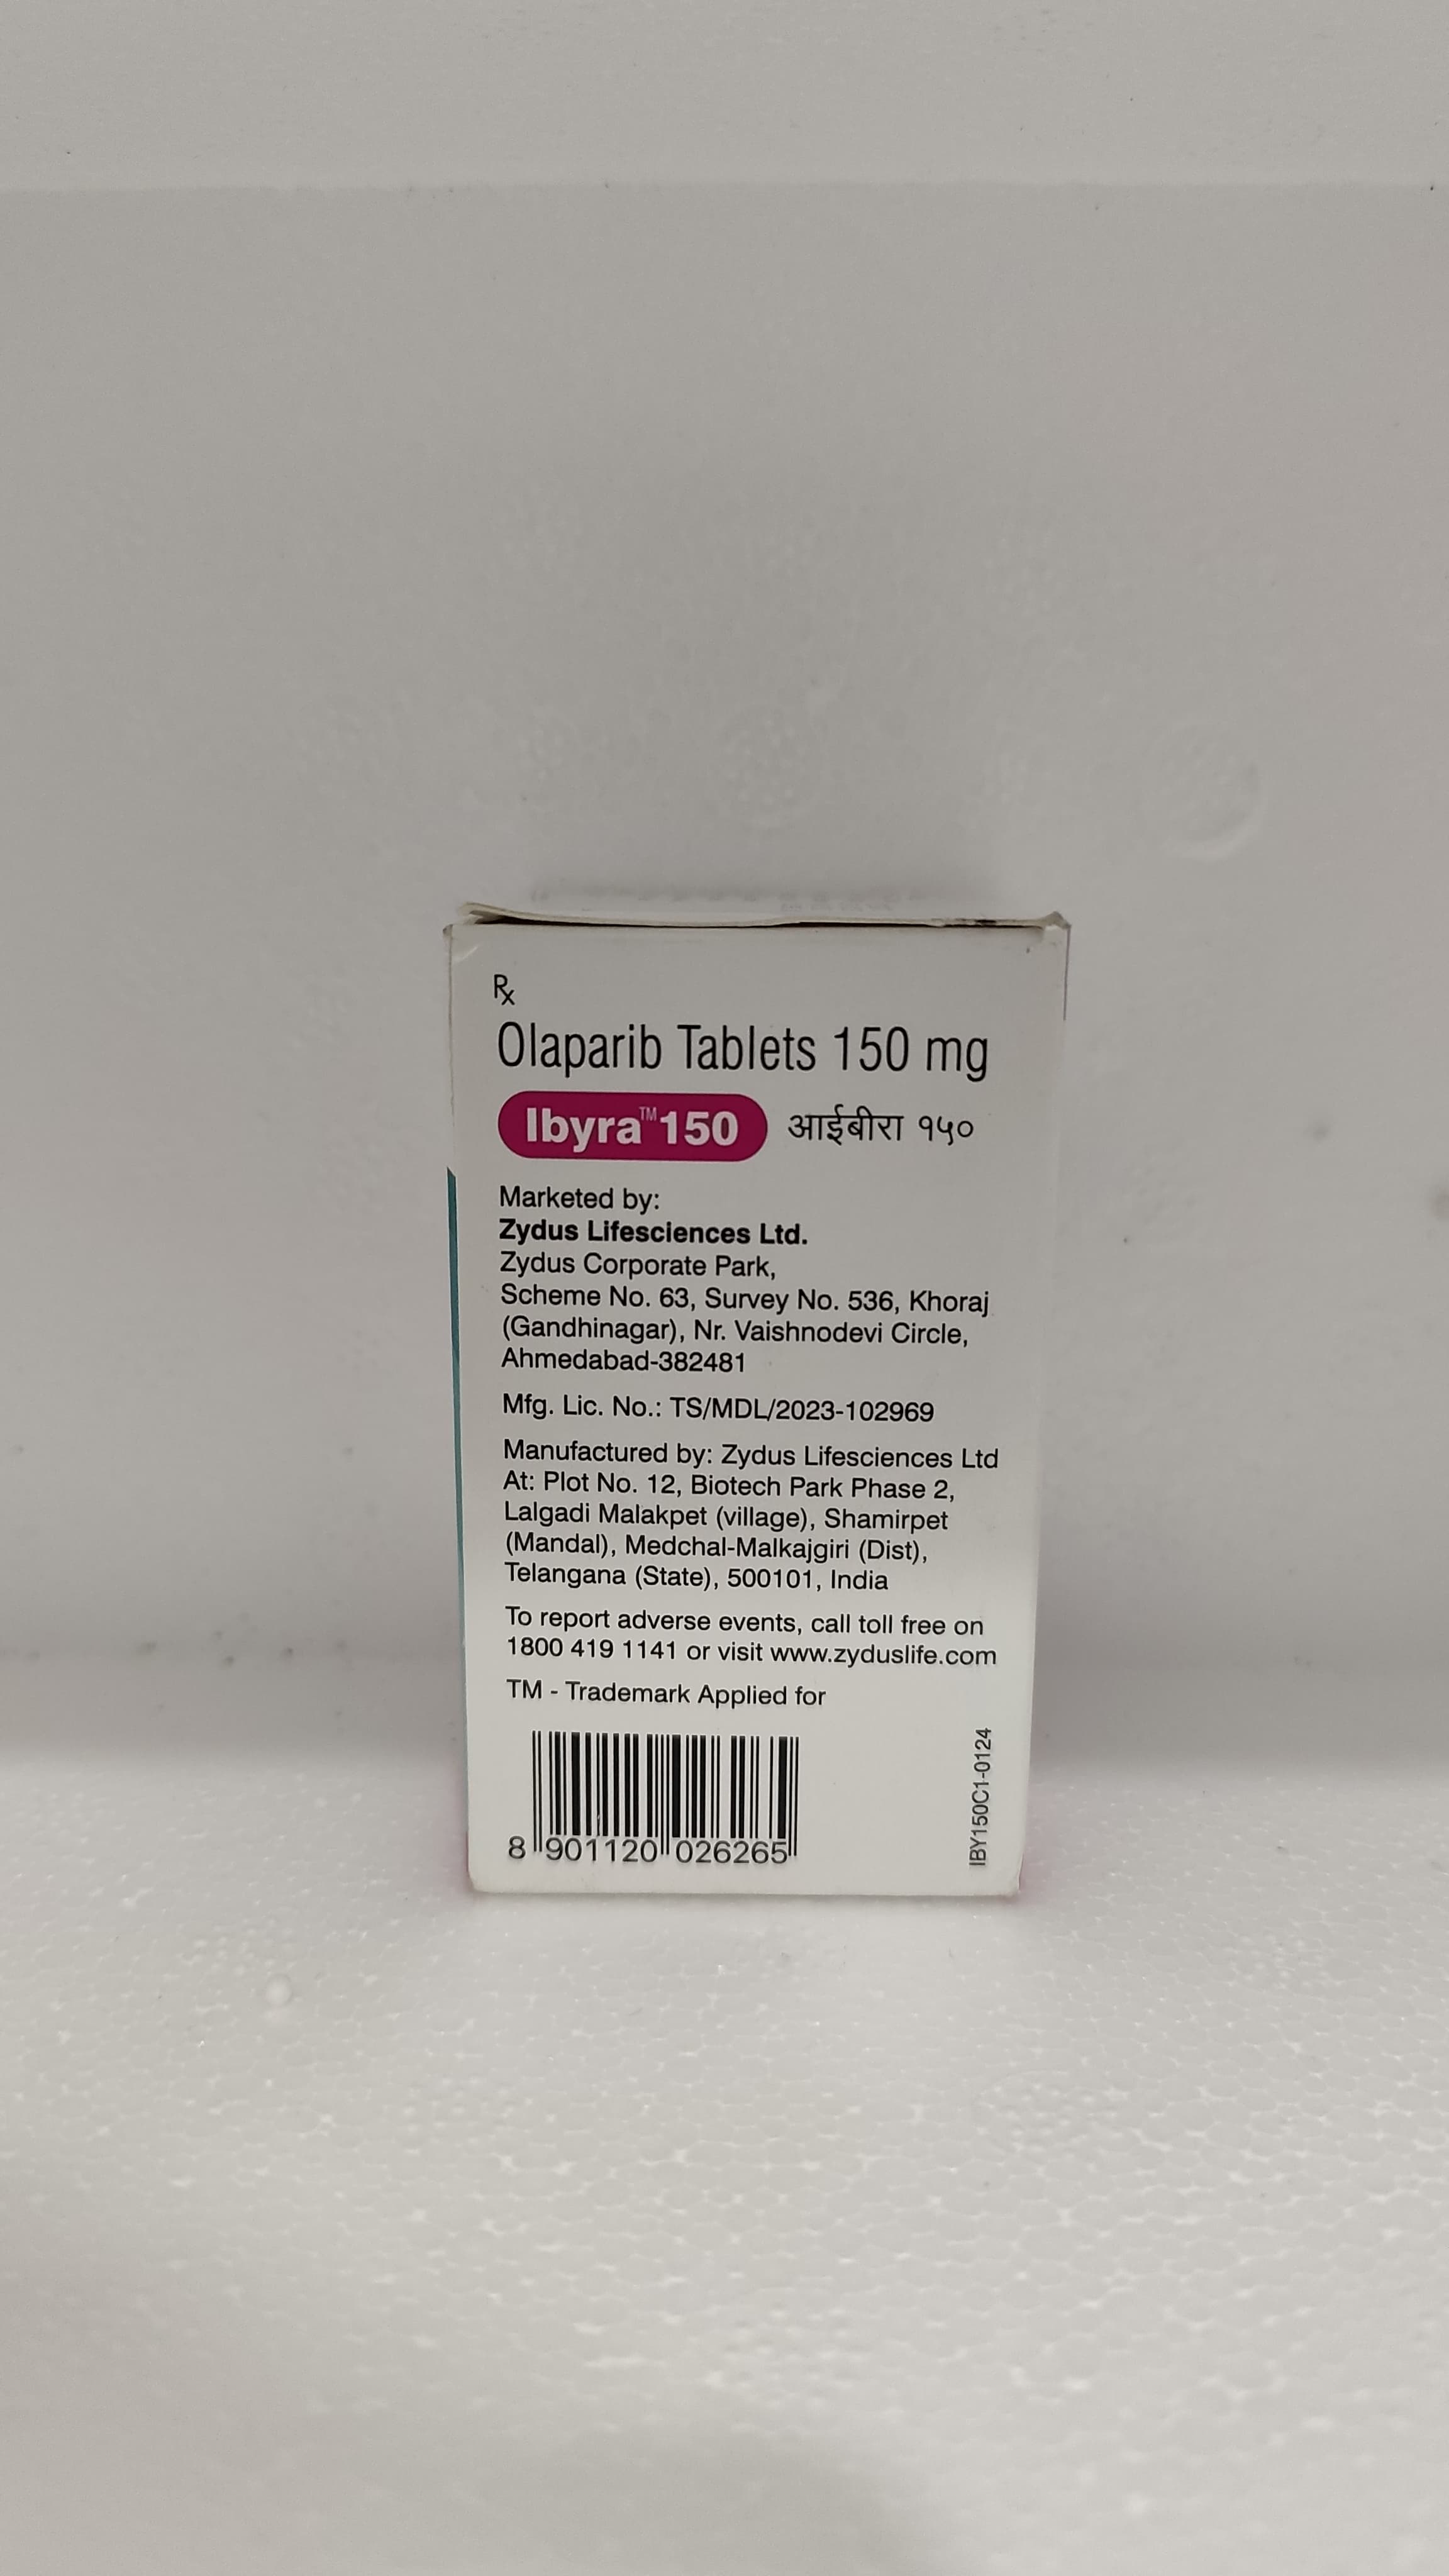 Rx
Olaparib Tablets 150 mg
Ibyra™150 आईबीरा १५०
Marketed by:
Zydus Lifesciences Ltd.
Zydus Corporate Park,
Scheme No. 63, Survey No. 536, Khoraj
(Gandhinagar), Nr. Vaishnodevi Circle,
Ahmedabad-382481
Mfg. Lic. No.: TS/MDL/2023-102969
Manufactured by: Zydus Lifesciences Ltd
At: Plot No. 12, Biotech Park Phase 2,
Lalgadi Malakpet (village), Shamirpet
(Mandal), Medchal-Malkajgiri (Dist),
Telangana (State), 500101, India
To report adverse events, call toll free on
1800 419 1141 or visit www.zyduslife.com
TM - Trademark Applied for
8 901120 026265
IBY150C1-0124